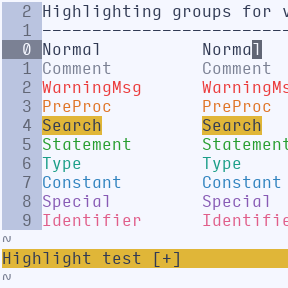 2 Highlighting groups for v
1 -------------------------
0 Normal Normal
1 Comment Comment
2 WarningMsg WarningMs
3 PreProc PreProc
4 Search Search
5 Statement Statement
6 Type Type
7 Constant Constant
8 Special Special
9 Identifier Identifie
~
Highlight test [+]
~